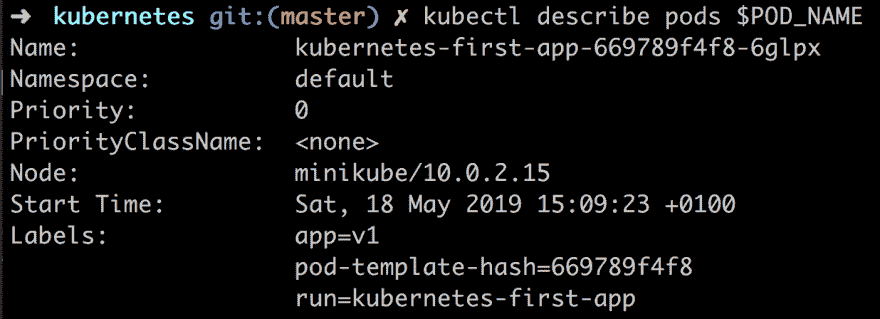 ➜ kubernetes git:(master) ✗ kubectl describe pods $POD_NAME
Name: kubernetes-first-app-669789f4f8-6glpx
Namespace: default
Priority: 0
PriorityClassName: <none>
Node: minikube/10.0.2.15
Start Time: Sat, 18 May 2019 15:09:23 +0100
Labels: app=v1
pod-template-hash=669789f4f8
run=kubernetes-first-app